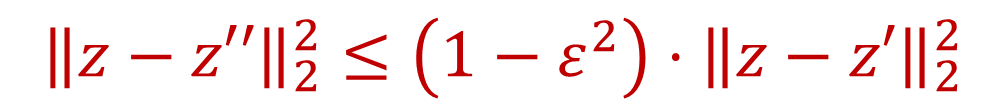 ‖z − z′′‖₂² ≤ (1 − ε²) · ‖z − z′‖₂²